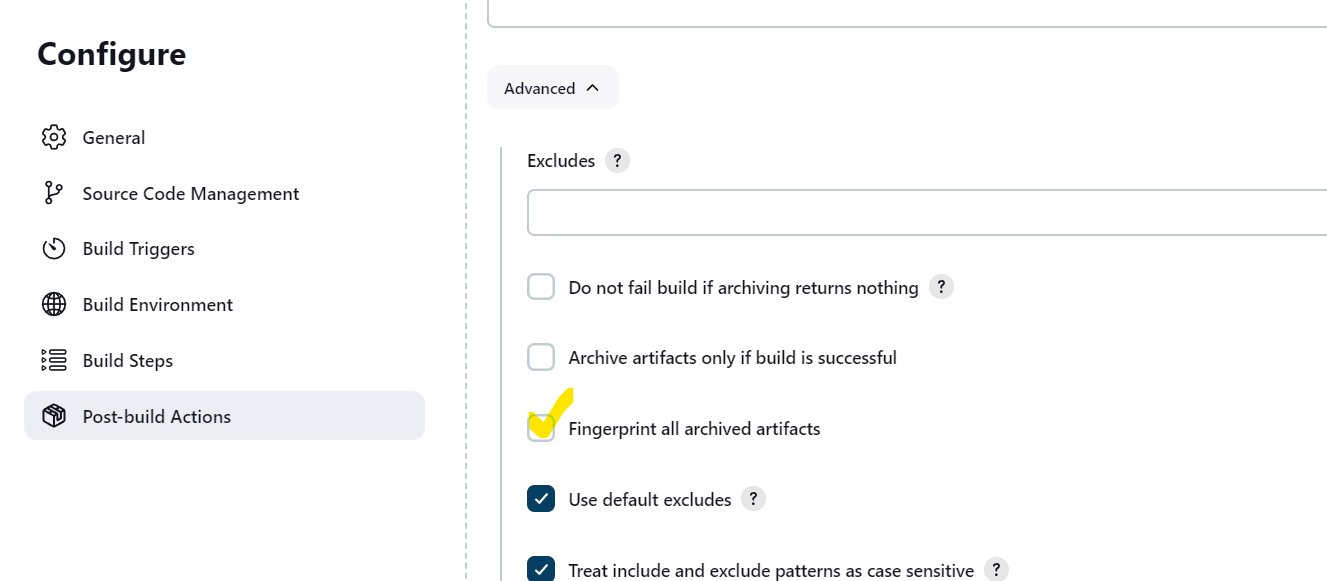 Configure
General
Source Code Management
Build Triggers
Build Environment
Build Steps
Post-build Actions
Advanced
Excludes ?
Do not fail build if archiving returns nothing ?
Archive artifacts only if build is successful
Fingerprint all archived artifacts
Use default excludes ?
Treat include and exclude patterns as case sensitive ?